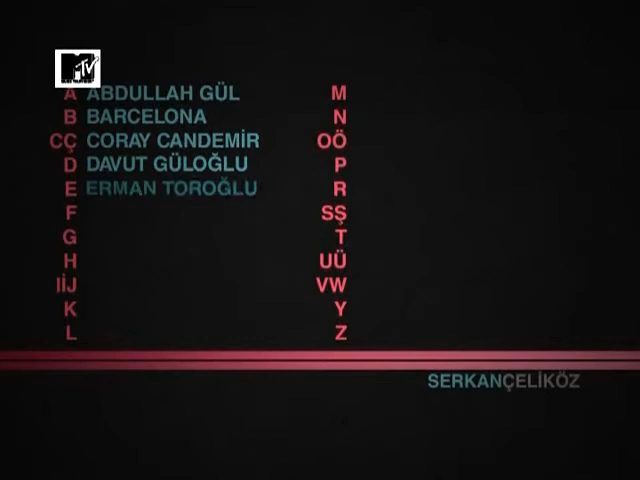 MTV
A ABDULLAH GÜL
B BARCELONA
CÇ CORAY CANDEMİR
D DAVUT GÜLOĞLU
E ERMAN TOROĞLU
F
G
H
IİJ
K
L
M
N
OÖ
P
R
SŞ
T
UÜ
VW
Y
Z
SERKANÇELİKÖZ